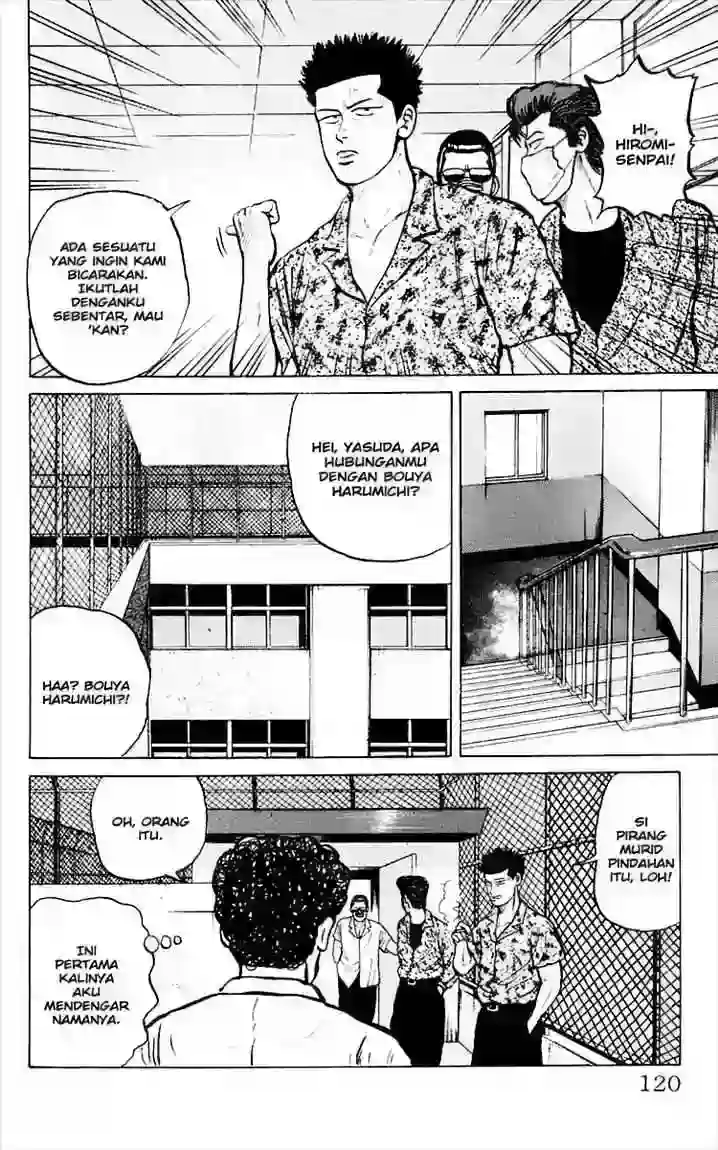 HI-,
HIROMI-
SENPAI!
ADA SESUATU
YANG INGIN KAMI
BICARAKAN.
IKUTLAH
DENGANKU
SEBENTAR, MAU
'KAN?
HEI, YASUDA, APA
HUBUNGANMU
DENGAN BOUYA
HARUMICHI?
HAA? BOUYA
HARUMICHI?!
SI
PIRANG
MURID
PINDAHAN
ITU, LOH!
OH, ORANG
ITU.
INI
PERTAMA
KALINYA
AKU
MENDENGAR
NAMANYA.
120